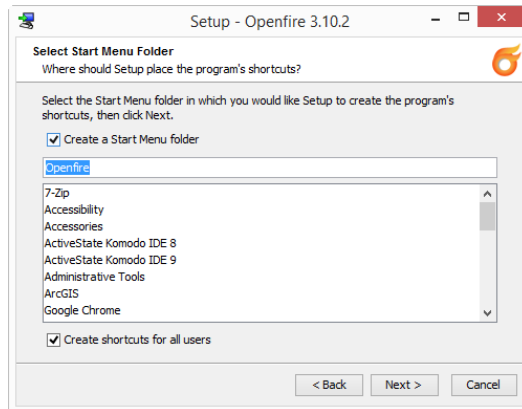 Setup - Openfire 3.10.2
Select Start Menu Folder
Where should Setup place the program's shortcuts?
Select the Start Menu folder in which you would like Setup to create the program's
shortcuts, then click Next.
Create a Start Menu folder
Openfire
7-Zip
Accessibility
Accessories
ActiveState Komodo IDE 8
ActiveState Komodo IDE 9
Administrative Tools
ArcGIS
Google Chrome
Create shortcuts for all users
< Back Next > Cancel